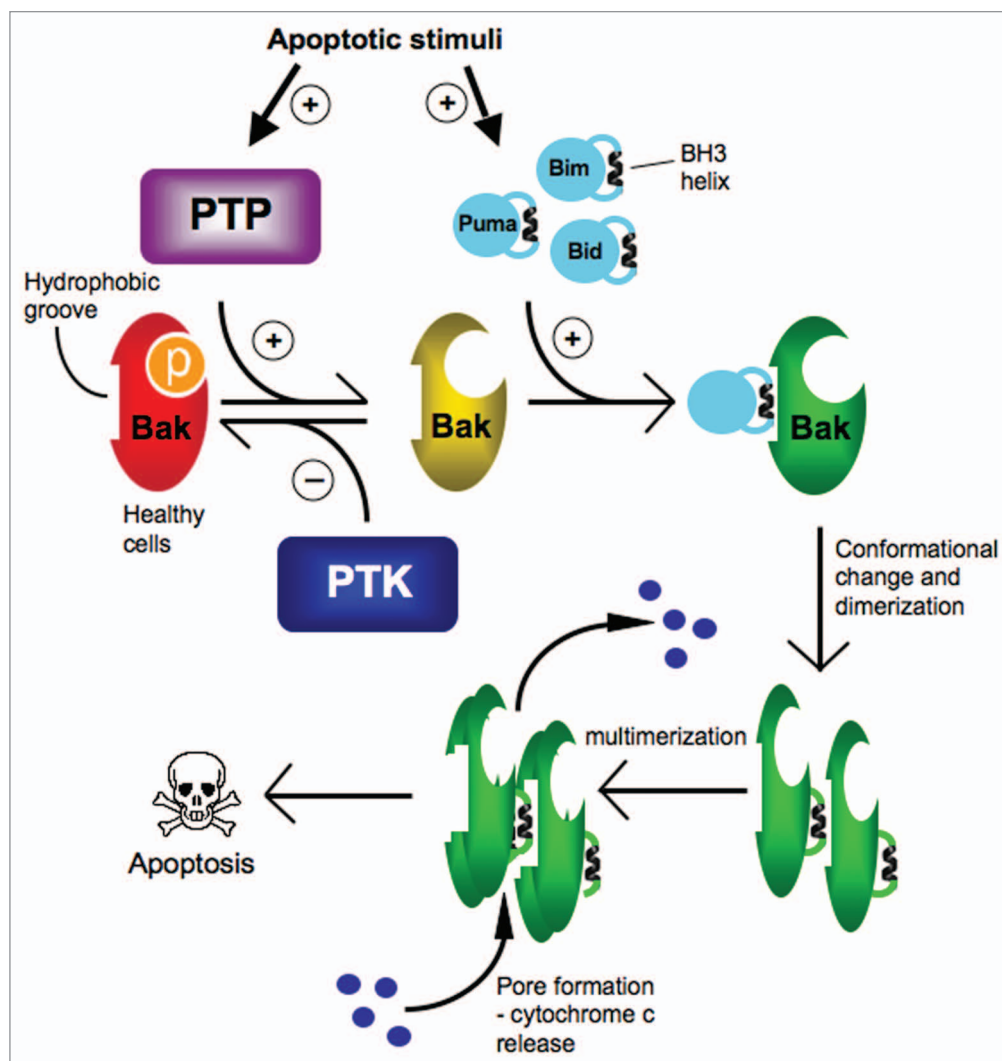 Apoptotic stimuli
+
+
PTP
Bim
Puma
Bid
BH3
helix
Hydrophobic
groove
p
Bak
+
Bak
+
Bak
Healthy
cells
−
PTK
Conformational
change and
dimerization
multimerization
Apoptosis
Pore formation
- cytochrome c
release